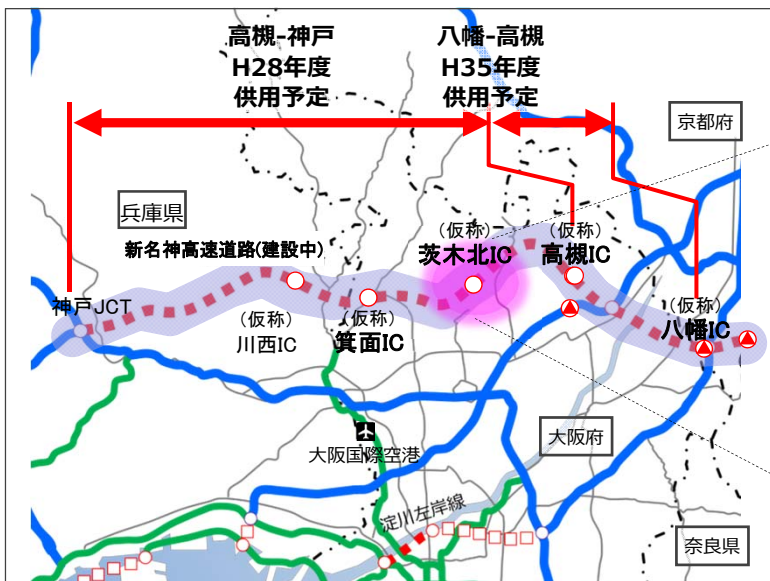 高槻-神戸
H28年度
供用予定
八幡-高槻
H35年度
供用予定
京都府
兵庫県
新名神高速道路(建設中)
(仮称)
茨木北IC
(仮称)
高槻IC
神戸JCT
(仮称)
川西IC
(仮称)
箕面IC
(仮称)
八幡IC
大阪国際空港
大阪府
淀川左岸線
奈良県